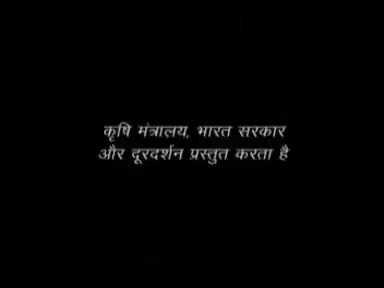 कृषि मंत्रालय, भारत सरकार
और दूरदर्शन प्रस्तुत करता है